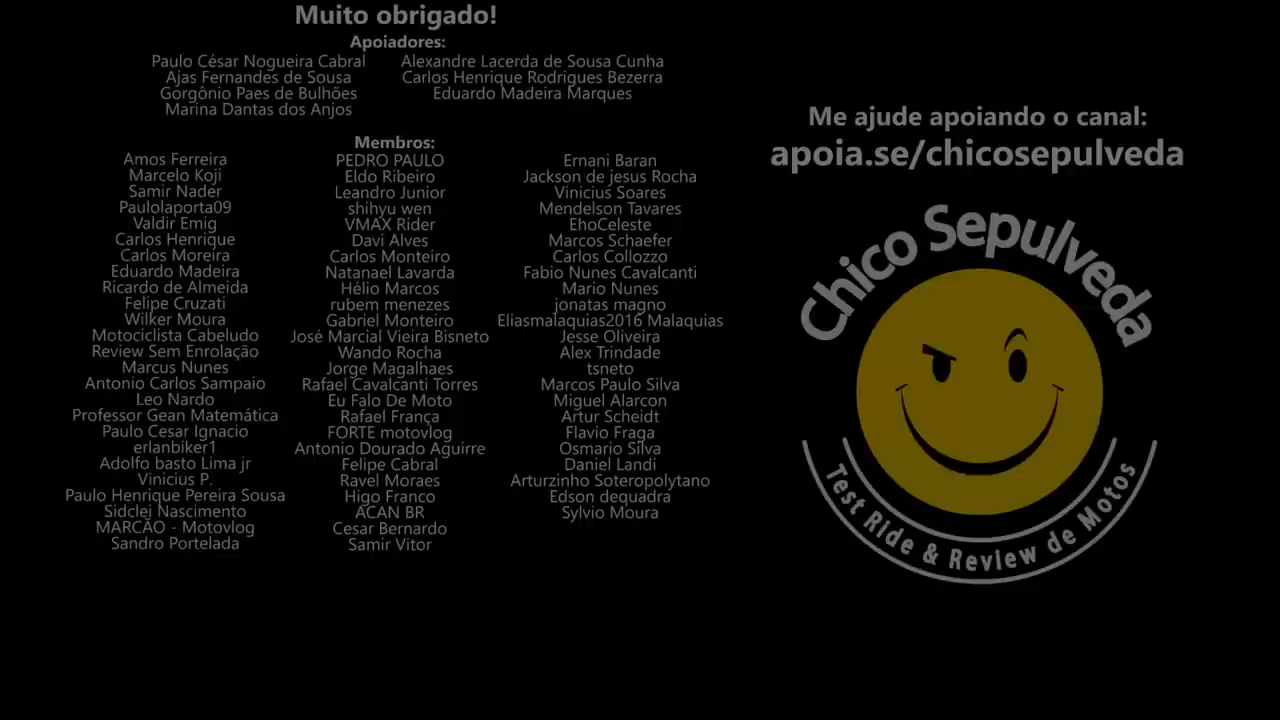 Muito obrigado!
Apoiadores:
Paulo César Nogueira Cabral
Ajas Fernandes de Sousa
Gorgônio Paes de Bulhões
Marina Dantas dos Anjos
Alexandre Lacerda de Sousa Cunha
Carlos Henrique Rodrigues Bezerra
Eduardo Madeira Marques
Membros:
Amos Ferreira
Marcelo Koji
Samir Nader
Paulolaporta09
Valdir Emig
Carlos Henrique
Carlos Moreira
Eduardo Madeira
Ricardo de Almeida
Felipe Cruzati
Wilker Moura
Motociclista Cabeludo
Review Sem Enrolação
Marcus Nunes
Antonio Carlos Sampaio
Leo Nardo
Professor Gean Matemática
Paulo Cesar Ignacio
erlanbiker1
Adolfo basto Lima jr
Vinicius P.
Paulo Henrique Pereira Sousa
Sidclei Nascimento
MARCÃO - Motovlog
Sandro Portelada
PEDRO PAULO
Eldo Ribeiro
Leandro Junior
shihyu wen
VMAX Rider
Davi Alves
Carlos Monteiro
Natanael Lavarda
Hélio Marcos
rubem menezes
Gabriel Monteiro
José Marcial Vieira Bisneto
Wando Rocha
Jorge Magalhaes
Rafael Cavalcanti Torres
Eu Falo De Moto
Rafael França
FORTE motovlog
Antonio Dourado Aguirre
Felipe Cabral
Ravel Moraes
Higo Franco
ACAN BR
Cesar Bernardo
Samir Vitor
Ernani Baran
Jackson de jesus Rocha
Vinicius Soares
Mendelson Tavares
EhoCeleste
Marcos Schaefer
Carlos Collozzo
Fabio Nunes Cavalcanti
Mario Nunes
jonatas magno
Eliasmalaquias2016 Malaquias
Jesse Oliveira
Alex Trindade
tsneto
Marcos Paulo Silva
Miguel Alarcon
Artur Scheidt
Flavio Fraga
Osmario Silva
Daniel Landi
Arturzinho Soteropolytano
Edson dequadra
Sylvio Moura
Me ajude apoiando o canal:
apoia.se/chicosepulveda
Chico Sepulveda
Test Ride & Review de Motos